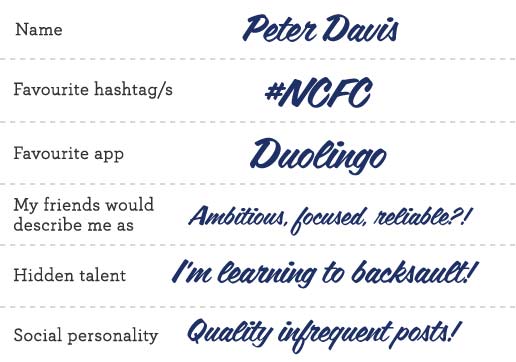 Name Peter Davis
Favourite hashtag/s #NCFC
Favourite app Duolingo
My friends would
describe me as Ambitious, focused, reliable?!
Hidden talent I'm learning to backsault!
Social personality Quality infrequent posts!